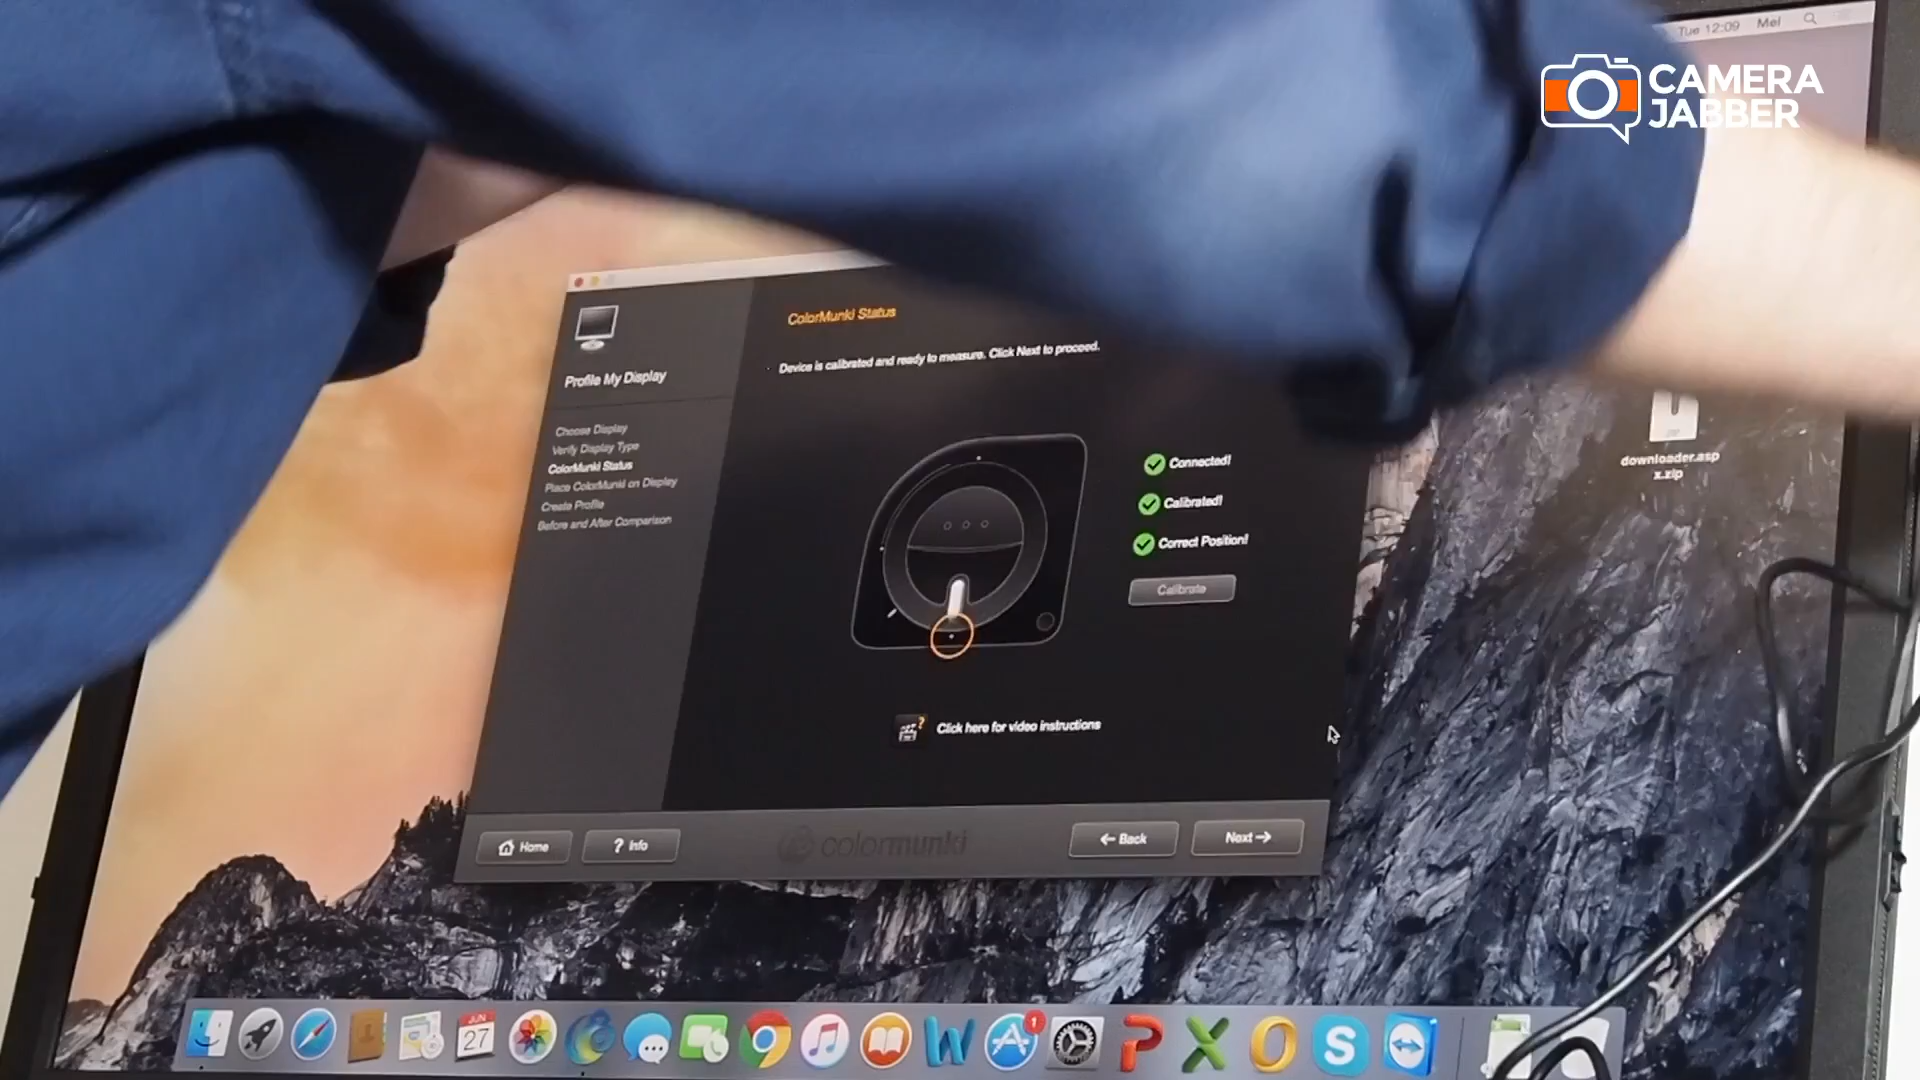 Tue 12:09 Mel
CAMERA
JABBER
ColorMunki Status
Device is calibrated and ready to measure. Click Next to proceed.
Profile My Display
Choose Display
Verify Display Type
ColorMunki Status
Place ColorMunki on Display
Create Profile
Before and After Comparison
Connected!
Calibrated!
Correct Position!
Calibrate
downloader.asp
x.zip
? Click here for video instructions
Home
? Info
colormunki
← Back
Next →
JUN
27
1